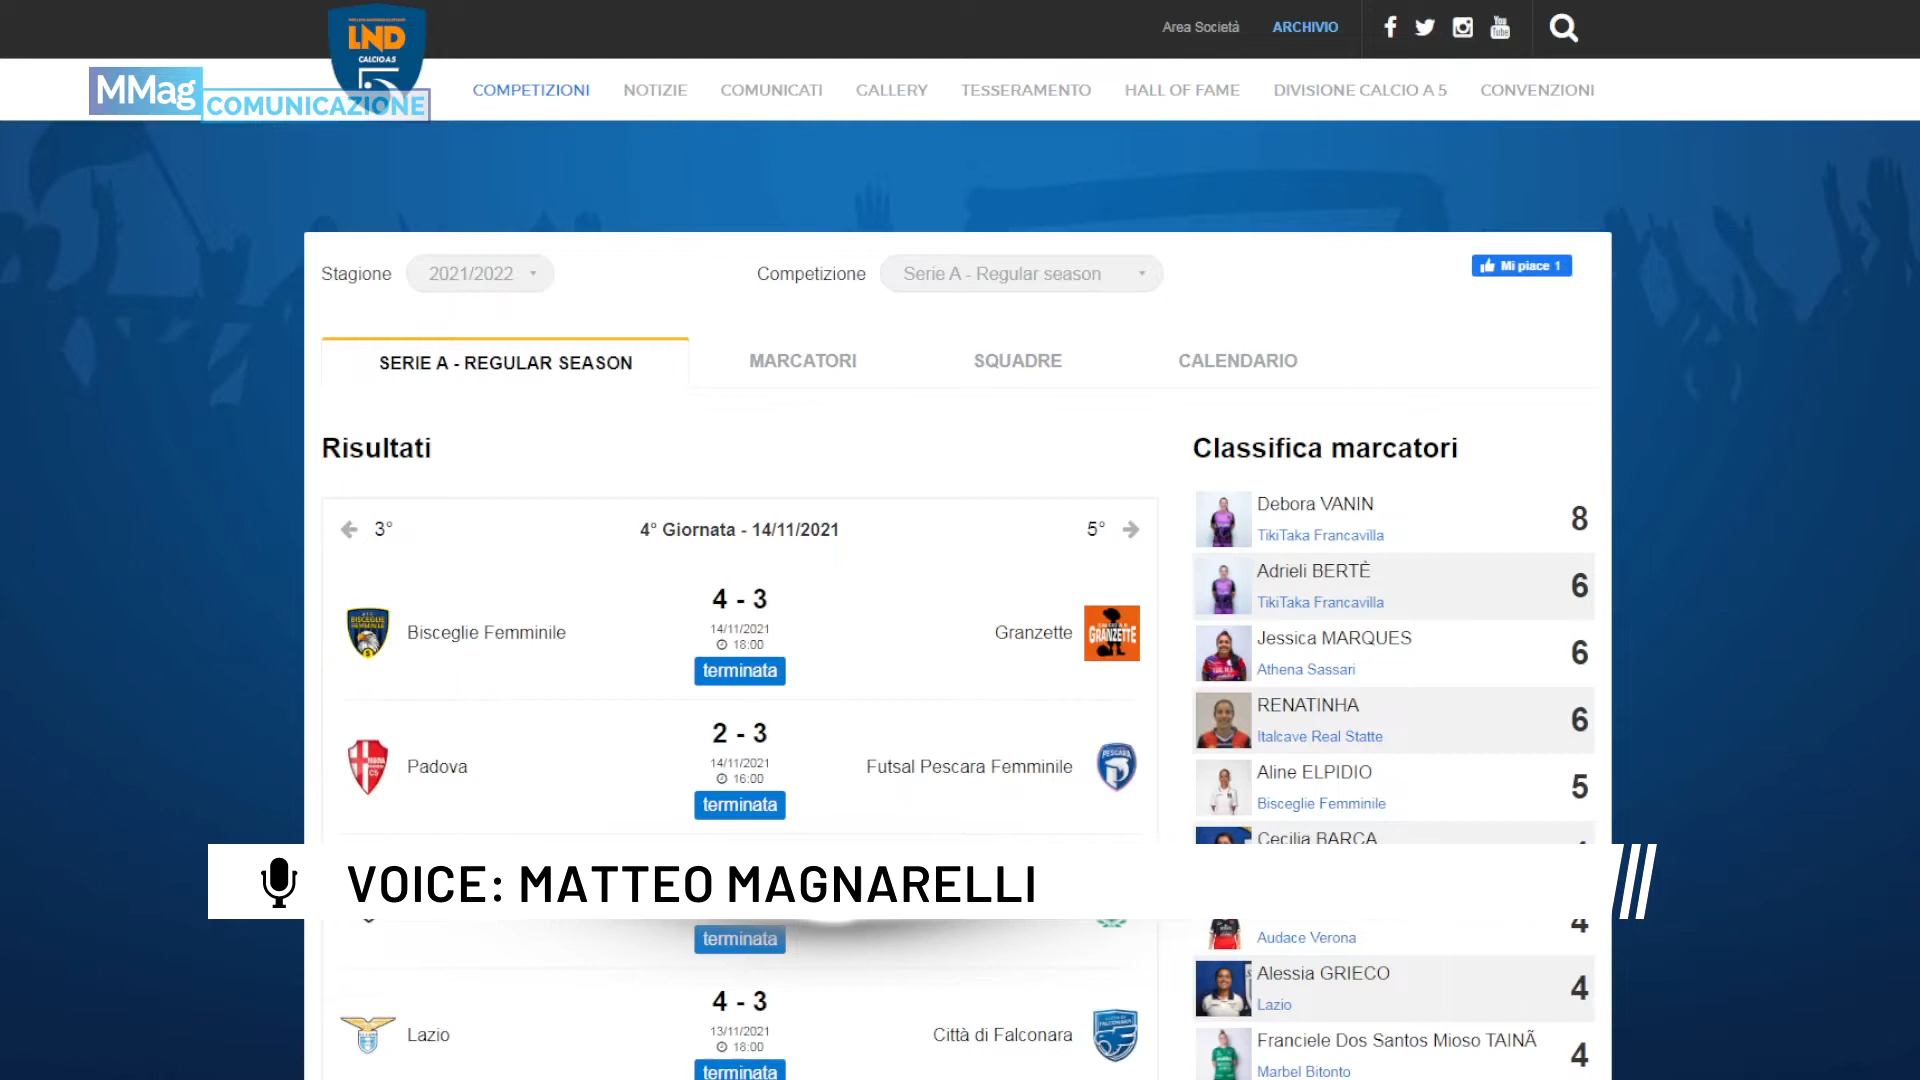 Area Società
ARCHIVIO
LND
CALCIO A 5
MMag
COMUNICAZIONE
COMPETIZIONI
NOTIZIE
COMUNICATI
GALLERY
TESSERAMENTO
HALL OF FAME
DIVISIONE CALCIO A 5
CONVENZIONI
Stagione
2021/2022
Competizione
Serie A - Regular season
Mi piace 1
SERIE A - REGULAR SEASON
MARCATORI
SQUADRE
CALENDARIO
Risultati
3°
4° Giornata - 14/11/2021
5°
Bisceglie Femminile
4 - 3
14/11/2021
18:00
terminata
Granzette
GRANZETTE
Padova
2 - 3
14/11/2021
16:00
terminata
Futsal Pescara Femminile
PESCARA
VOICE: MATTEO MAGNARELLI
terminata
Lazio
4 - 3
13/11/2021
18:00
terminata
Città di Falconara
Classifica marcatori
Debora VANIN
TikiTaka Francavilla
8
Adrieli BERTÈ
TikiTaka Francavilla
6
Jessica MARQUES
Athena Sassari
6
RENATINHA
Italcave Real Statte
6
Aline ELPIDIO
Bisceglie Femminile
5
Cecilia BARCA
Audace Verona
4
Alessia GRIECO
Lazio
4
Franciele Dos Santos Mioso TAINÃ
Marbel Bitonto
4